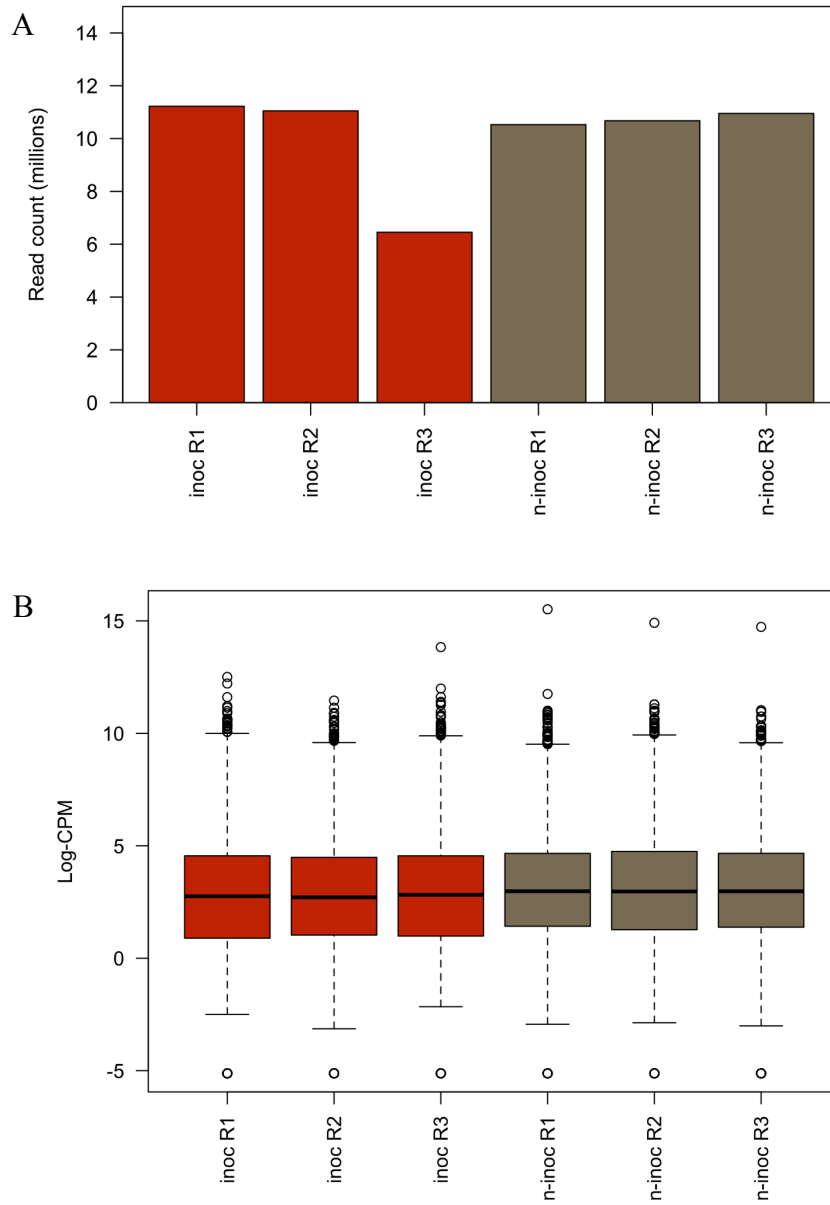 A
14
12
10
8
6
4
2
0
Read count (millions)
inoc R1
inoc R2
inoc R3
n-inoc R1
n-inoc R2
n-inoc R3
B
15
10
5
0
-5
Log-CPM
inoc R1
inoc R2
inoc R3
n-inoc R1
n-inoc R2
n-inoc R3